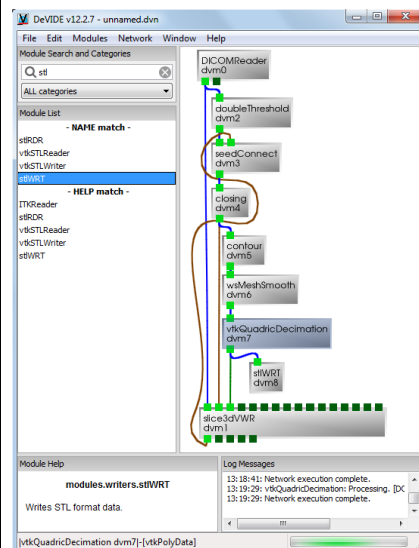 DeVIDE v12.2.7 - unnamed.dvn
File Edit Modules Network Window Help
Module Search and Categories
stl
ALL categories
Module List
- NAME match -
stlRDR
vtkSTLReader
vtkSTLWriter
stlWRT
- HELP match -
ITKReader
stlRDR
vtkSTLReader
vtkSTLWriter
stlWRT
DICOMReader
dvm0
doubleThreshold
dvm2
seedConnect
dvm3
closing
dvm4
contour
dvm5
wsMeshSmooth
dvm6
vtkQuadricDecimation
dvm7
stlWRT
dvm8
slice3dVWR
dvm1
Module Help
modules.writers.stlWRT
Writes STL format data.
Log Messages
13:18:41: Network execution complete.
13:19:29: vtkQuadricDecimation: Processing. [DC
13:19:29: Network execution complete.
|vtkQuadricDecimation dvm7|-[vtkPolyData]